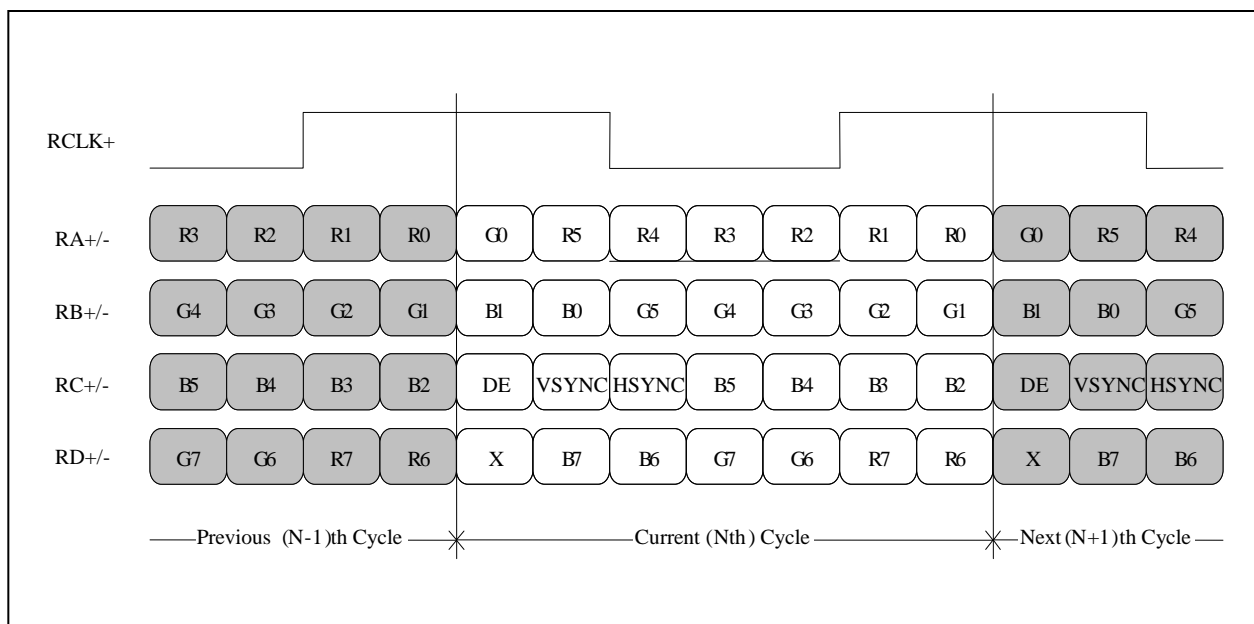 RCLK+
RA+/- R3 R2 R1 R0 G0 R5 R4 R3 R2 R1 R0 G0 R5 R4
RB+/- G4 G3 G2 G1 B1 B0 G5 G4 G3 G2 G1 B1 B0 G5
RC+/- B5 B4 B3 B2 DE VSYNC HSYNC B5 B4 B3 B2 DE VSYNC HSYNC
RD+/- G7 G6 R7 R6 X B7 B6 G7 G6 R7 R6 X B7 B6
Previous (N-1)th Cycle Current (Nth) Cycle Next (N+1)th Cycle